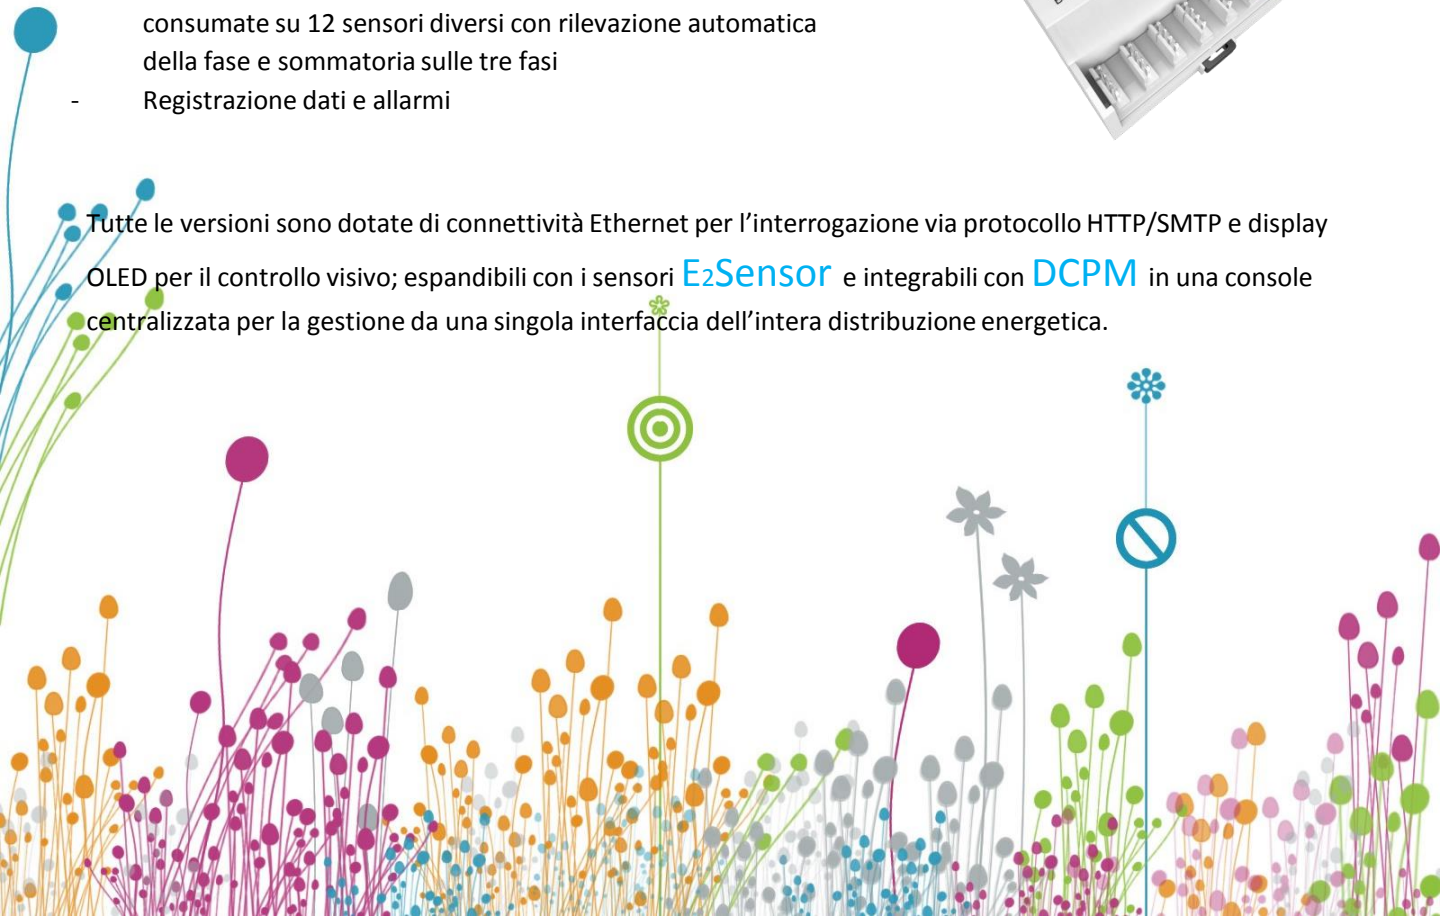 consumate su 12 sensori diversi con rilevazione automatica
della fase e sommatoria sulle tre fasi
- Registrazione dati e allarmi
Tutte le versioni sono dotate di connettività Ethernet per l’interrogazione via protocollo HTTP/SMTP e display
OLED per il controllo visivo; espandibili con i sensori E2Sensor e integrabili con DCPM in una console
centralizzata per la gestione da una singola interfaccia dell’intera distribuzione energetica.